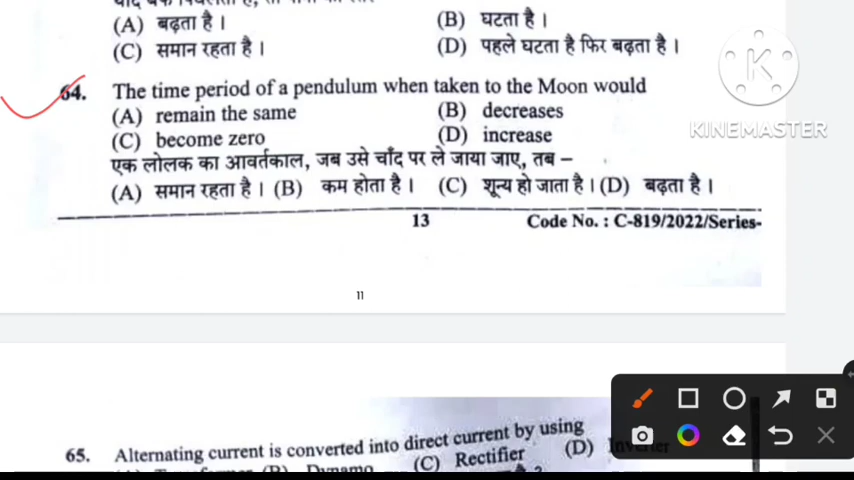 (A) बढ़ता है। (B) घटता है।
(C) समान रहता है। (D) पहले घटता है फिर बढ़ता है।
64. The time period of a pendulum when taken to the Moon would
(A) remain the same (B) decreases
(C) become zero (D) increase
एक लोलक का आवर्तकाल, जब उसे चाँद पर ले जाया जाए, तब –
(A) समान रहता है। (B) कम होता है। (C) शून्य हो जाता है। (D) बढ़ता है।
13 Code No. : C-819/2022/Series-
11
65. Alternating current is converted into direct current by using
(B) Dynamo (C) Rectifier (D) Inverter
K
KINEMASTER